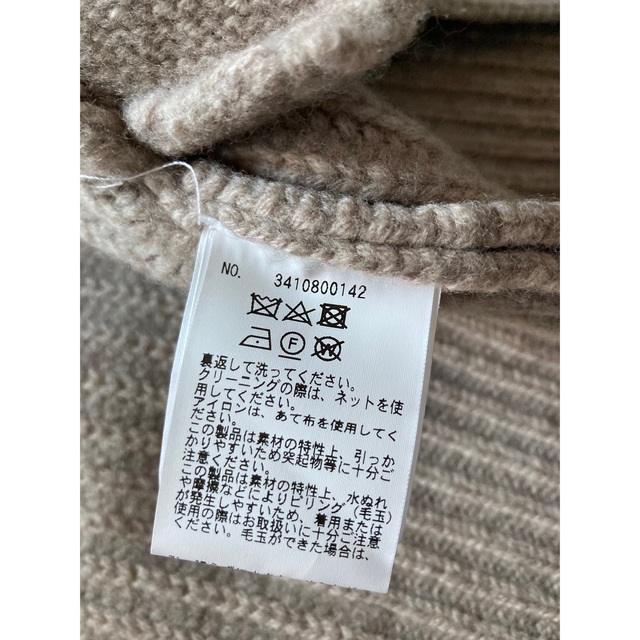 NO. 3410800142
F
W
裏返して洗ってください。
クリーニングの際は、ネットを使
用してください。
アイロンは、あて布を使用してく
ださい。
この製品は素材の特性上、引っか
かりやすいため突起物等に十分ご
注意ください。
この製品は素材の特性上、水ぬれ
や摩擦などによりピリング(毛玉)
が発生しやすいため、着用または
使用の際はお取扱いに十分ご注意
ください。毛玉ができた場合は、